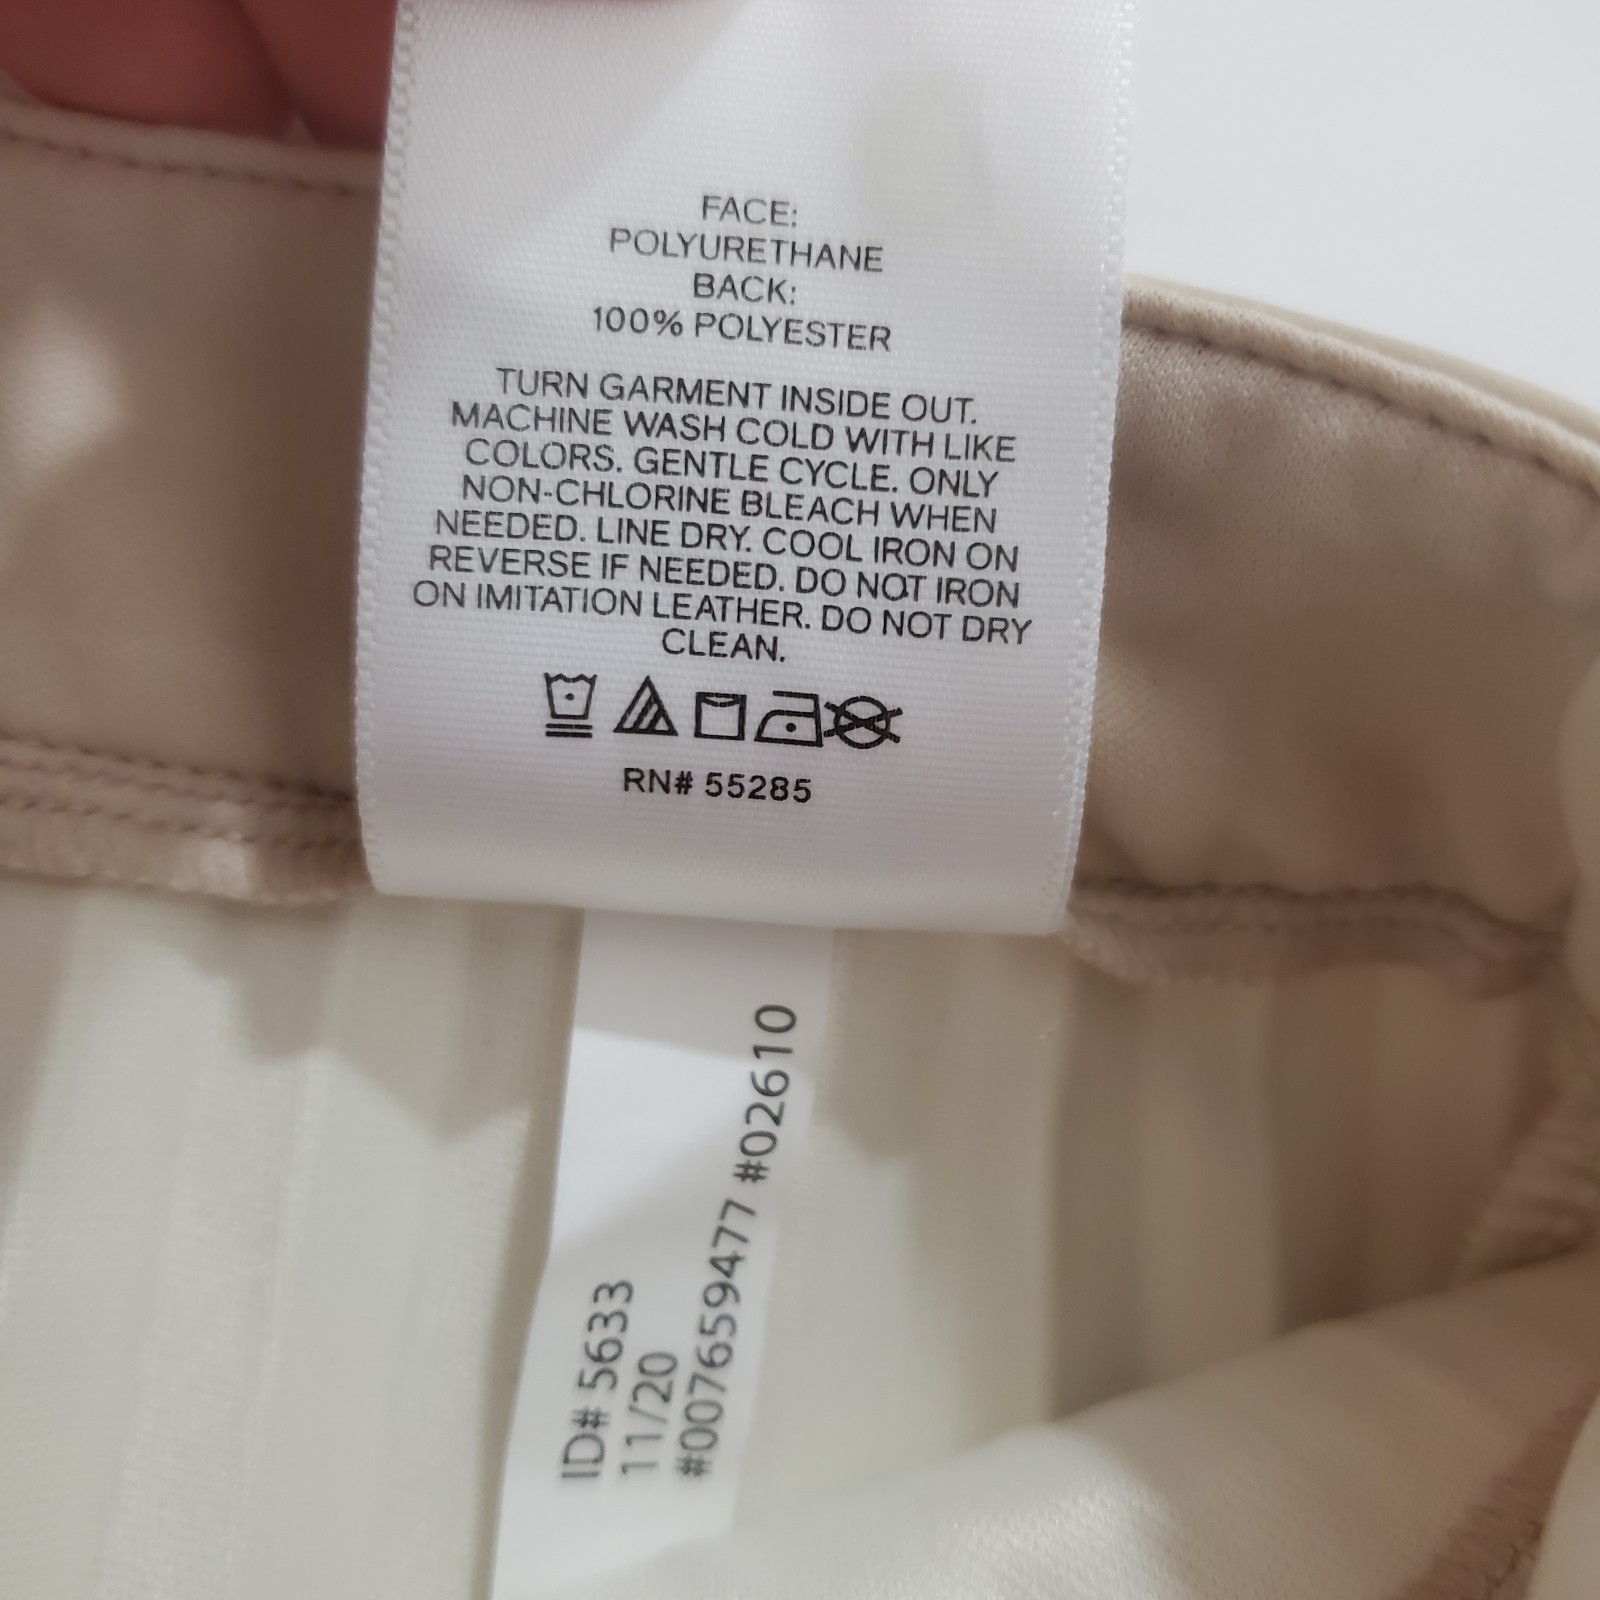 FACE:
POLYURETHANE
BACK:
100% POLYESTER
TURN GARMENT INSIDE OUT.
MACHINE WASH COLD WITH LIKE
COLORS. GENTLE CYCLE. ONLY
NON-CHLORINE BLEACH WHEN
NEEDED. LINE DRY. COOL IRON ON
REVERSE IF NEEDED. DO NOT IRON
ON IMITATION LEATHER. DO NOT DRY
CLEAN.
RN# 55285
ID# 5633
11/20
#007659477 #02610